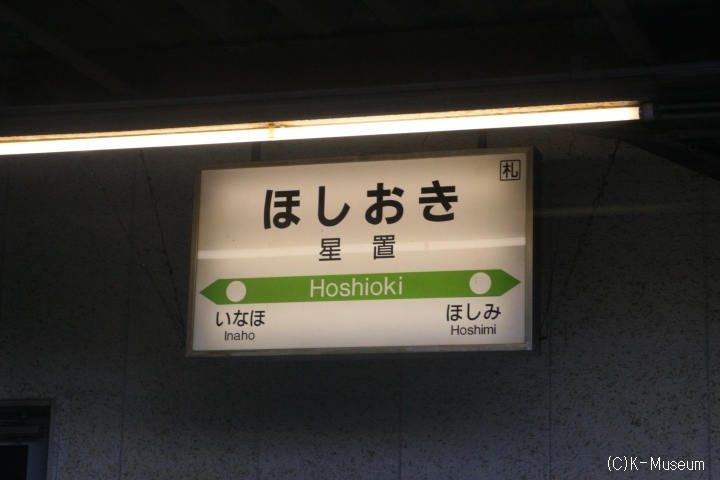 札
ほしおき
星置
Hoshioki
いなほ ほしみ
Inaho Hoshimi
(C)K-Museum